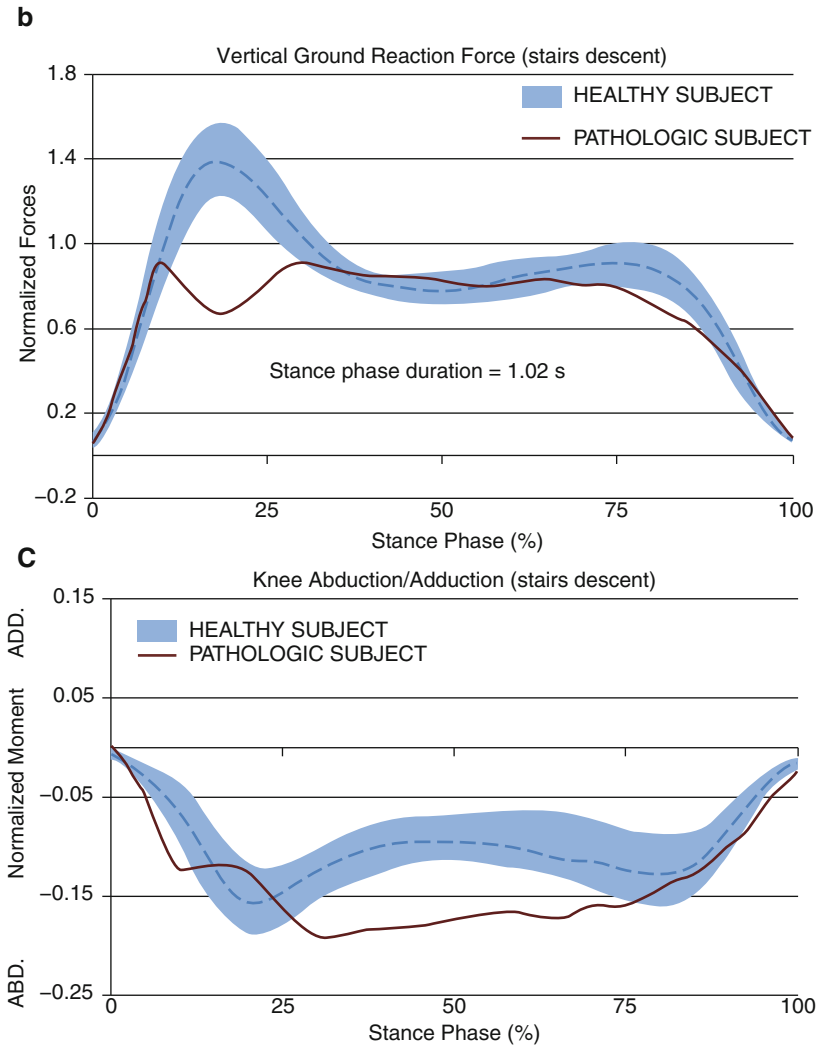 b
Vertical Ground Reaction Force (stairs descent)
1.8
HEALTHY SUBJECT
PATHOLOGIC SUBJECT
1.4
1.0
Normalized Forces
0.6
Stance phase duration = 1.02 s
0.2
−0.2
0 25 50 75 100
Stance Phase (%)
C
Knee Abduction/Adduction (stairs descent)
0.15
ADD.
HEALTHY SUBJECT
PATHOLOGIC SUBJECT
0.05
Normalized Moment
−0.05
−0.15
ABD.
−0.25
0 25 50 75 100
Stance Phase (%)